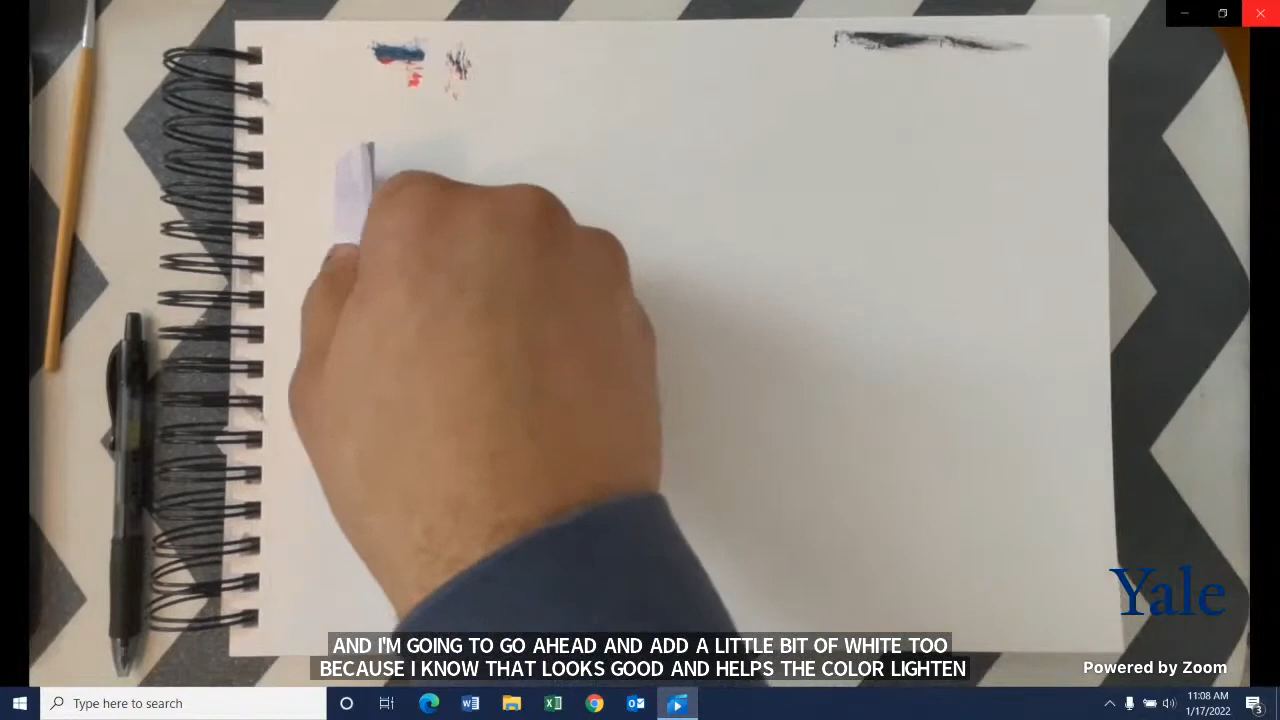 Yale
AND I'M GOING TO GO AHEAD AND ADD A LITTLE BIT OF WHITE TOO
BECAUSE I KNOW THAT LOOKS GOOD AND HELPS THE COLOR LIGHTEN
Powered by Zoom
Type here to search
11:08 AM
1/17/2022
3